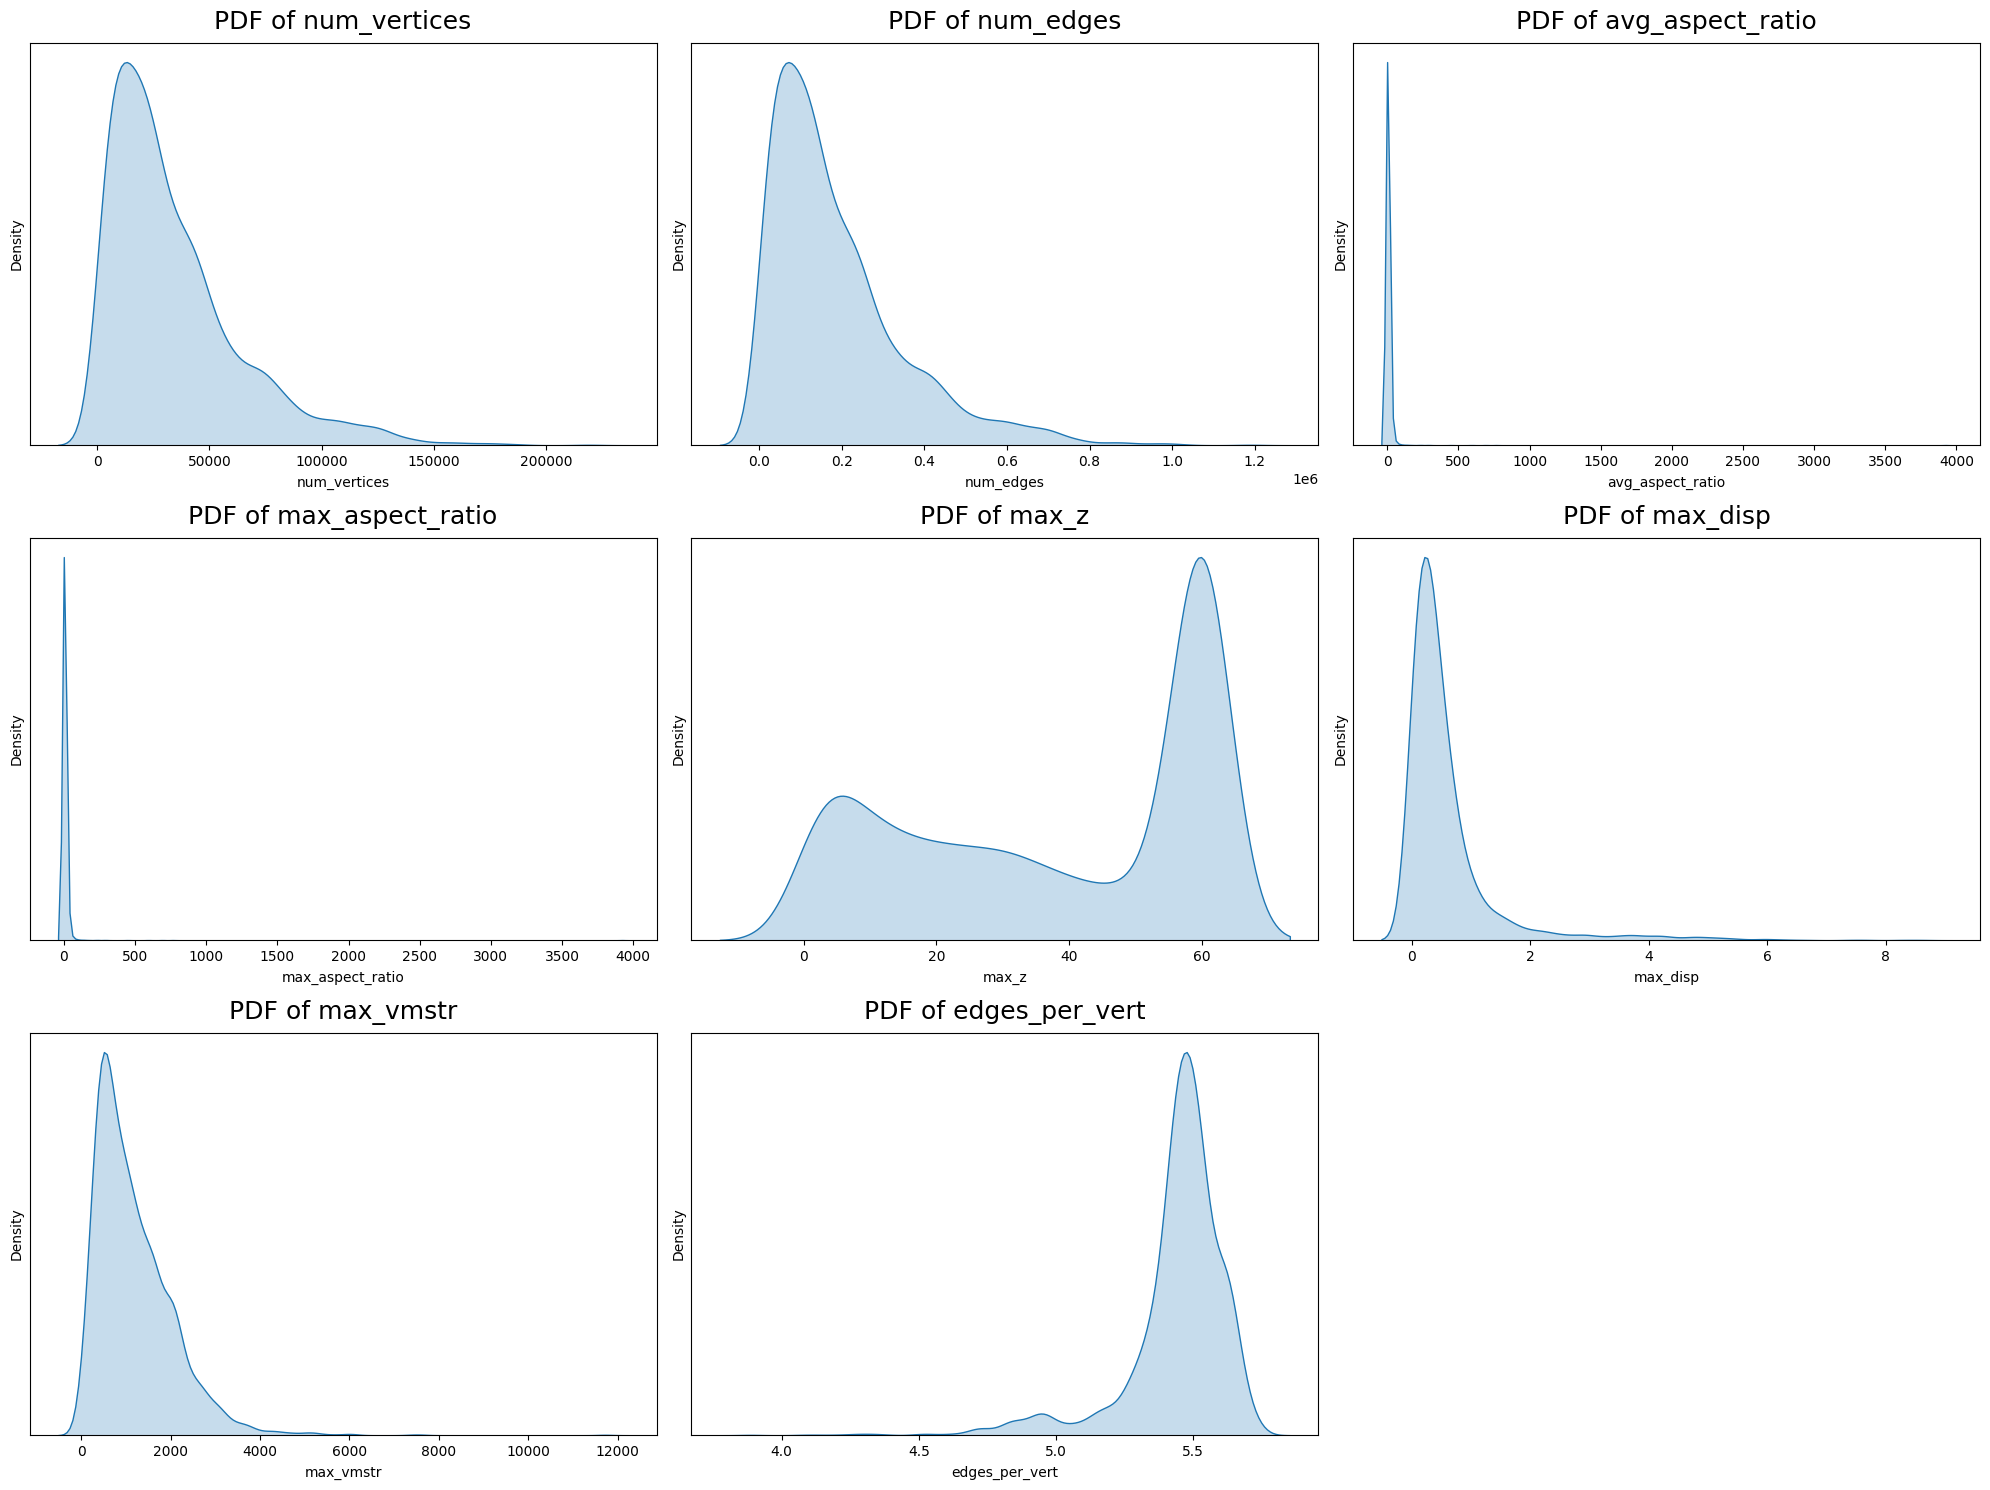 PDF of num_vertices
Density
0 50000 100000 150000 200000
num_vertices
PDF of num_edges
Density
0.0 0.2 0.4 0.6 0.8 1.0 1.2
1e6
num_edges
PDF of avg_aspect_ratio
Density
0 500 1000 1500 2000 2500 3000 3500 4000
avg_aspect_ratio
PDF of max_aspect_ratio
Density
0 500 1000 1500 2000 2500 3000 3500 4000
max_aspect_ratio
PDF of max_z
Density
0 20 40 60
max_z
PDF of max_disp
Density
0 2 4 6 8
max_disp
PDF of max_vmstr
Density
0 2000 4000 6000 8000 10000 12000
max_vmstr
PDF of edges_per_vert
Density
4.0 4.5 5.0 5.5
edges_per_vert